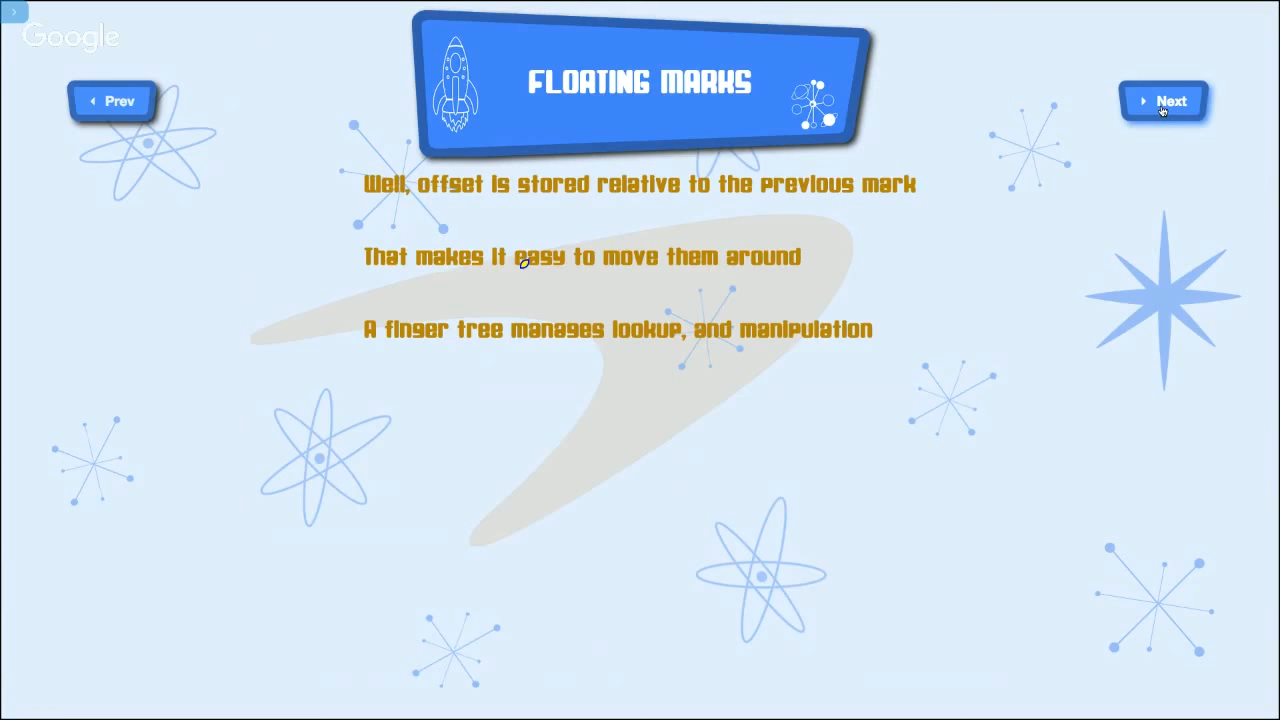 Google
FLOATING MARKS
Prev
Next
Well, offset is stored relative to the previous mark
That makes it easy to move them around
A finger tree manages lookup, and manipulation